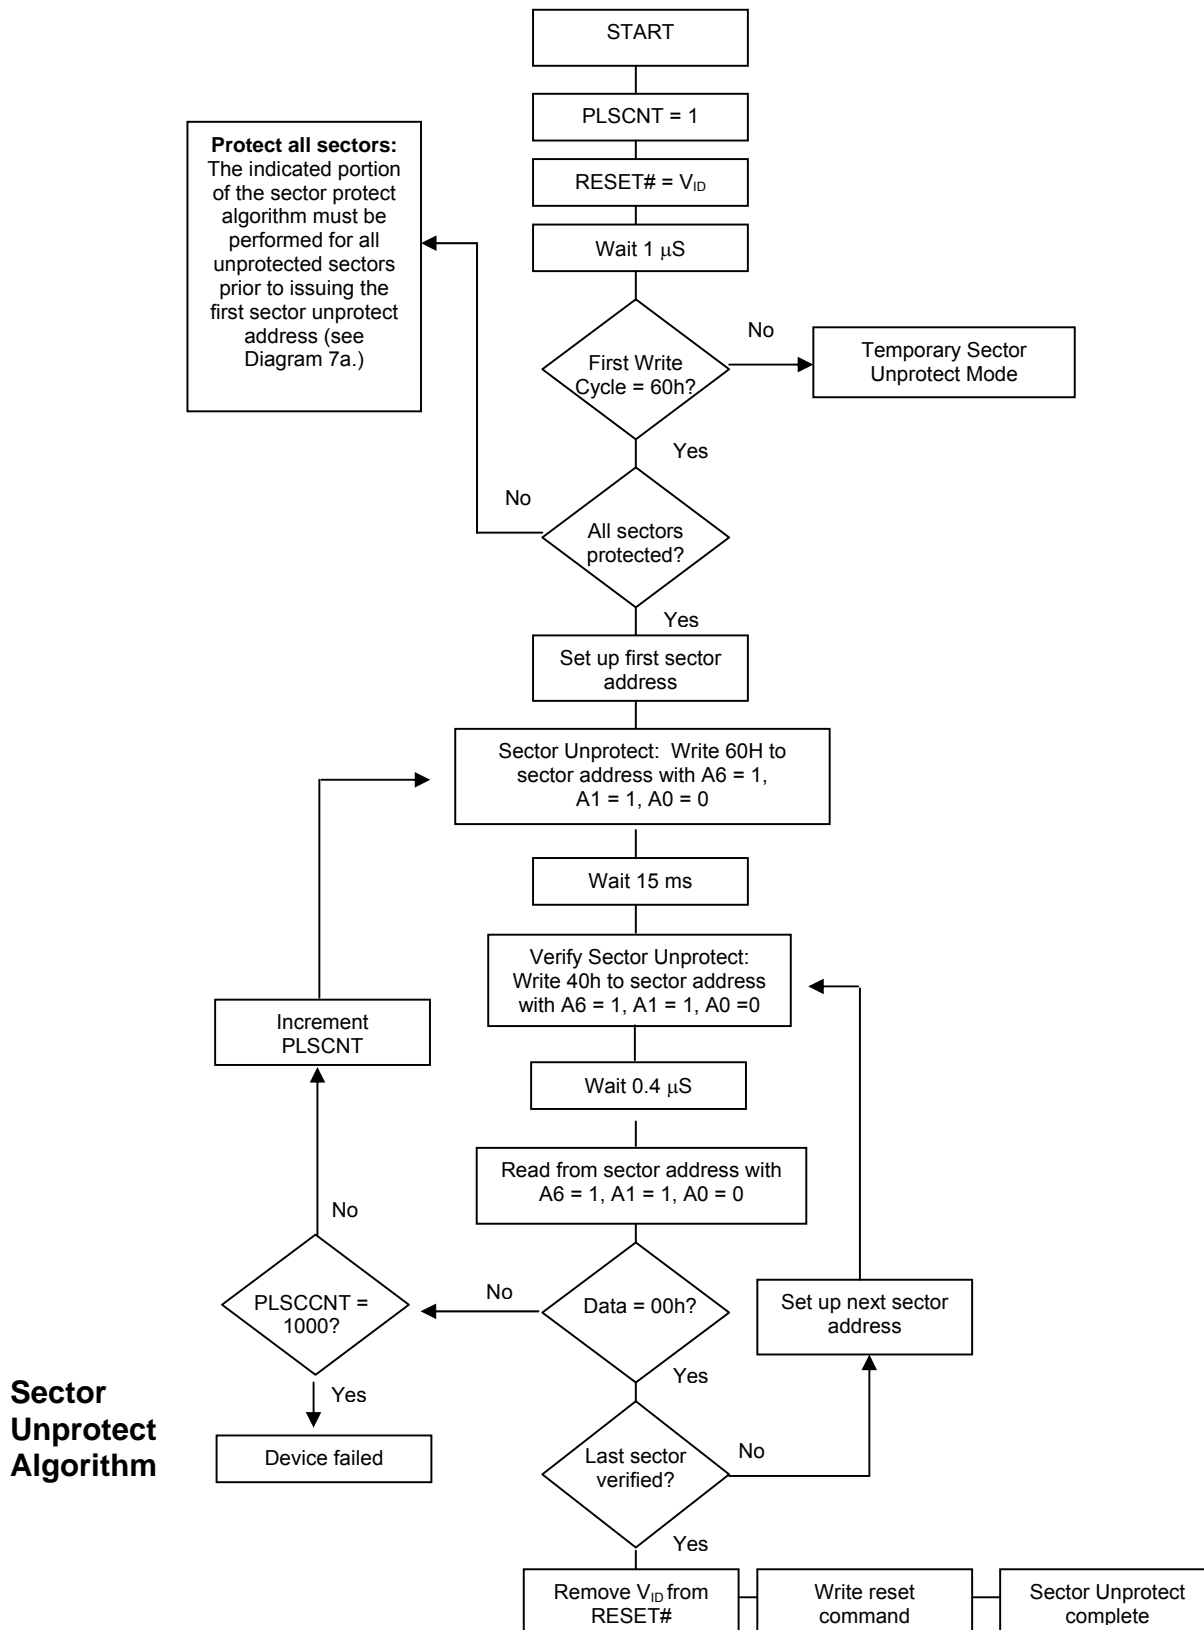 START
PLSCNT = 1
RESET# = VID
Wait 1 μS
Protect all sectors:
The indicated portion
of the sector protect
algorithm must be
performed for all
unprotected sectors
prior to issuing the
first sector unprotect
address (see
Diagram 7a.)
First Write
Cycle = 60h?
No
Temporary Sector
Unprotect Mode
Yes
No
All sectors
protected?
Yes
Set up first sector
address
Sector Unprotect: Write 60H to
sector address with A6 = 1,
A1 = 1, A0 = 0
Wait 15 ms
Verify Sector Unprotect:
Write 40h to sector address
with A6 = 1, A1 = 1, A0 =0
Increment
PLSCNT
Wait 0.4 μS
Read from sector address with
A6 = 1, A1 = 1, A0 = 0
No
PLSCCNT =
1000?
No
Data = 00h?
Set up next sector
address
Yes
Yes
Device failed
Sector
Unprotect
Algorithm
Last sector
verified?
No
Yes
Remove VID from
RESET#
Write reset
command
Sector Unprotect
complete